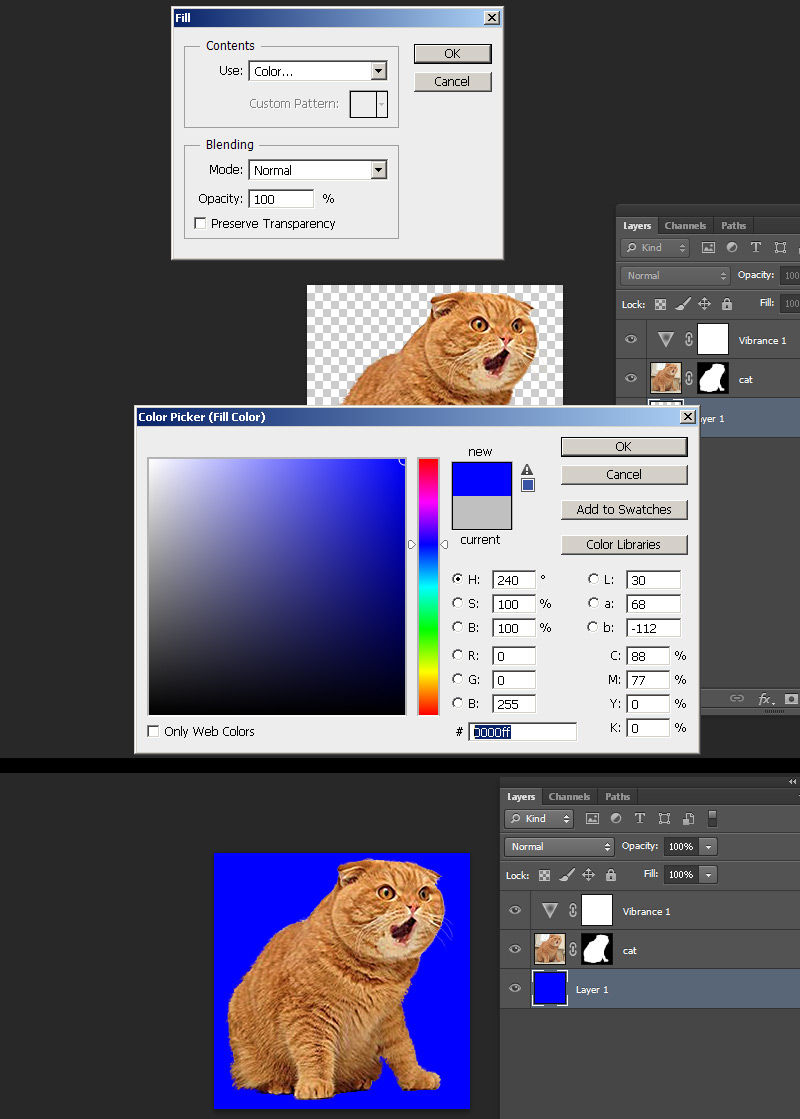 Fill
Contents
Use: Color...
Custom Pattern:
OK
Cancel
Blending
Mode: Normal
Opacity: 100 %
Preserve Transparency
Layers Channels Paths
Kind T
Normal Opacity: 100
Lock: Fill: 100
Vibrance 1
cat
yer 1
fx.
Color Picker (Fill Color)
new
current
OK
Cancel
Add to Swatches
Color Libraries
H: 240 °
S: 100 %
B: 100 %
R: 0
G: 0
B: 255
# 0000ff
L: 30
a: 68
b: -112
C: 88 %
M: 77 %
Y: 0 %
K: 0 %
Only Web Colors
Layers Channels Paths
Kind T
Normal Opacity: 100%
Lock: Fill: 100%
Vibrance 1
cat
Layer 1